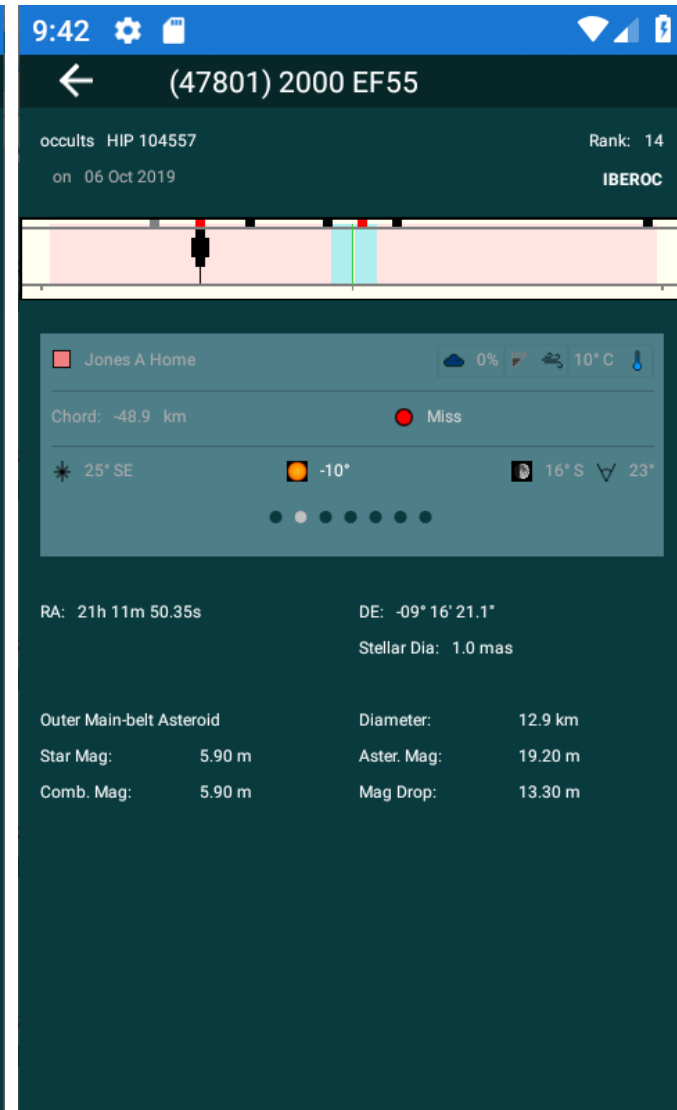 9:42
(47801) 2000 EF55
occults HIP 104557 Rank: 14
on 06 Oct 2019 IBEROC
Jones A Home 0% 10° C
Chord: -48.9 km Miss
25° SE -10° 16° S 23°
RA: 21h 11m 50.35s DE: -09° 16' 21.1"
Stellar Dia: 1.0 mas
Outer Main-belt Asteroid Diameter: 12.9 km
Star Mag: 5.90 m Aster. Mag: 19.20 m
Comb. Mag: 5.90 m Mag Drop: 13.30 m